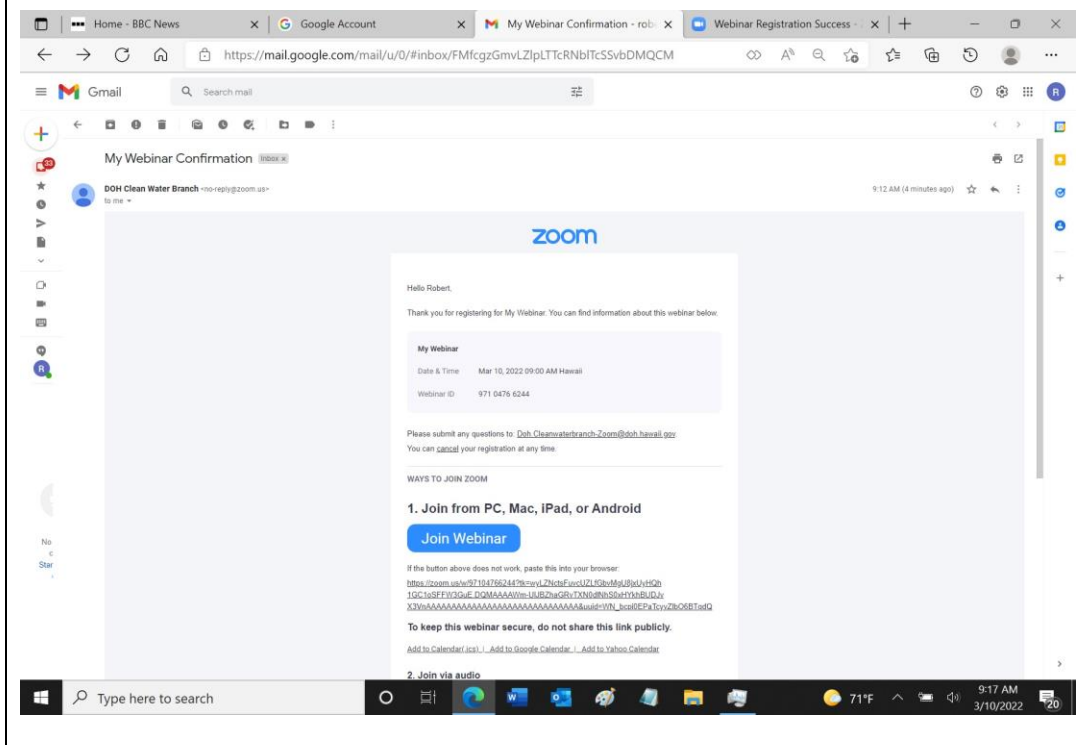 Home - BBC News
Google Account
My Webinar Confirmation - rob
Webinar Registration Success -
https://mail.google.com/mail/u/0/#inbox/FMfcgzGmvLZlpLTTcRNblTcSSvbDMQCM
Gmail
Search mail
R
33
My Webinar Confirmation Inbox x
DOH Clean Water Branch <no-reply@zoom.us>
9:12 AM (4 minutes ago)
to me
zoom
Hello Robert,
Thank you for registering for My Webinar. You can find information about this webinar below.
My Webinar
Date & Time Mar 10, 2022 09:00 AM Hawaii
Webinar ID 971 0476 6244
R
Please submit any questions to: Doh.Cleanwaterbranch-Zoom@doh.hawaii.gov
You can cancel your registration at any time.
WAYS TO JOIN ZOOM
1. Join from PC, Mac, iPad, or Android
Join Webinar
No
Star
If the button above does not work, paste this into your browser:
To keep this webinar secure, do not share this link publicly.
Add to Calendar(.ics) | Add to Google Calendar | Add to Yahoo Calendar
2. Join via audio
Type here to search
71°F
9:17 AM
3/10/2022
20